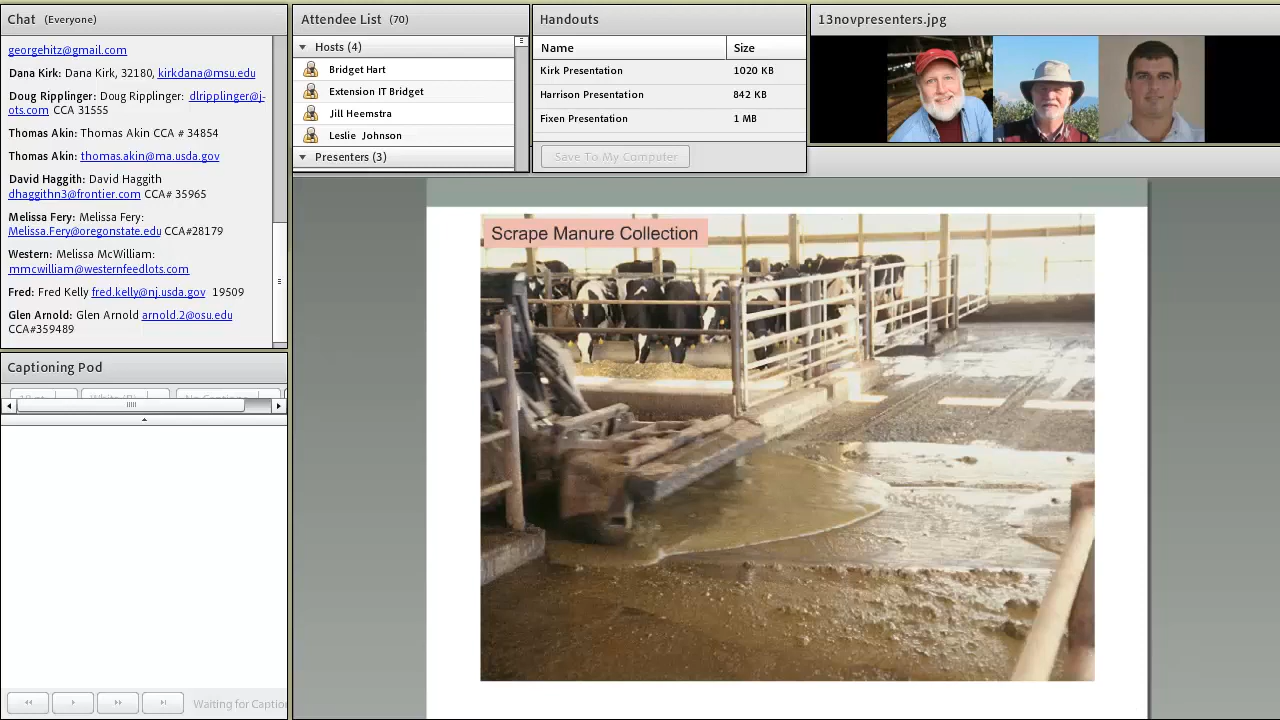 Chat (Everyone)
georgehitz@gmail.com
Dana Kirk: Dana Kirk, 32180, kirkdana@msu.edu
Doug Ripplinger: Doug Ripplinger: dlripplinger@j-
ots.com CCA 31555
Thomas Akin: Thomas Akin CCA # 34854
Thomas Akin: thomas.akin@ma.usda.gov
David Haggith: David Haggith
dhaggithn3@frontier.com CCA# 35965
Melissa Fery: Melissa Fery:
Melissa.Fery@oregonstate.edu CCA#28179
Western: Melissa McWilliam:
mmcwilliam@westernfeedlots.com
Fred: Fred Kelly fred.kelly@nj.usda.gov 19509
Glen Arnold: Glen Arnold arnold.2@osu.edu
CCA#359489
Captioning Pod
Waiting for Captio
Attendee List (70)
Hosts (4)
Bridget Hart
Extension IT Bridget
Jill Heemstra
Leslie Johnson
Presenters (3)
Handouts
Name Size
Kirk Presentation 1020 KB
Harrison Presentation 842 KB
Fixen Presentation 1 MB
Save To My Computer
13novpresenters.jpg
Scrape Manure Collection